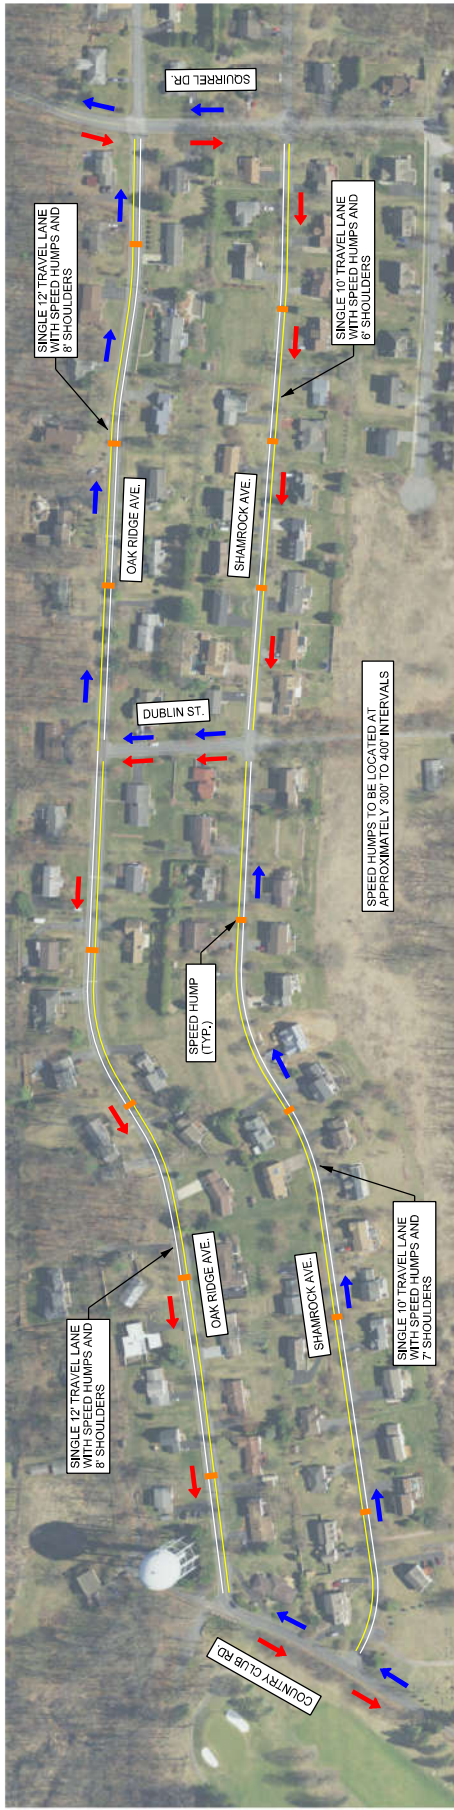 SQUIRREL DR.
SINGLE 12' TRAVEL LANE
WITH SPEED HUMPS AND
8' SHOULDERS
SINGLE 10' TRAVEL LANE
WITH SPEED HUMPS AND
6' SHOULDERS
OAK RIDGE AVE.
SHAMROCK AVE.
DUBLIN ST.
SPEED HUMPS TO BE LOCATED AT
APPROXIMATELY 300' TO 400' INTERVALS
SPEED HUMP
(TYP.)
OAK RIDGE AVE.
SHAMROCK AVE.
SINGLE 10' TRAVEL LANE
WITH SPEED HUMPS AND
7' SHOULDERS
SINGLE 12' TRAVEL LANE
WITH SPEED HUMPS AND
8' SHOULDERS
COUNTRY CLUB RD.